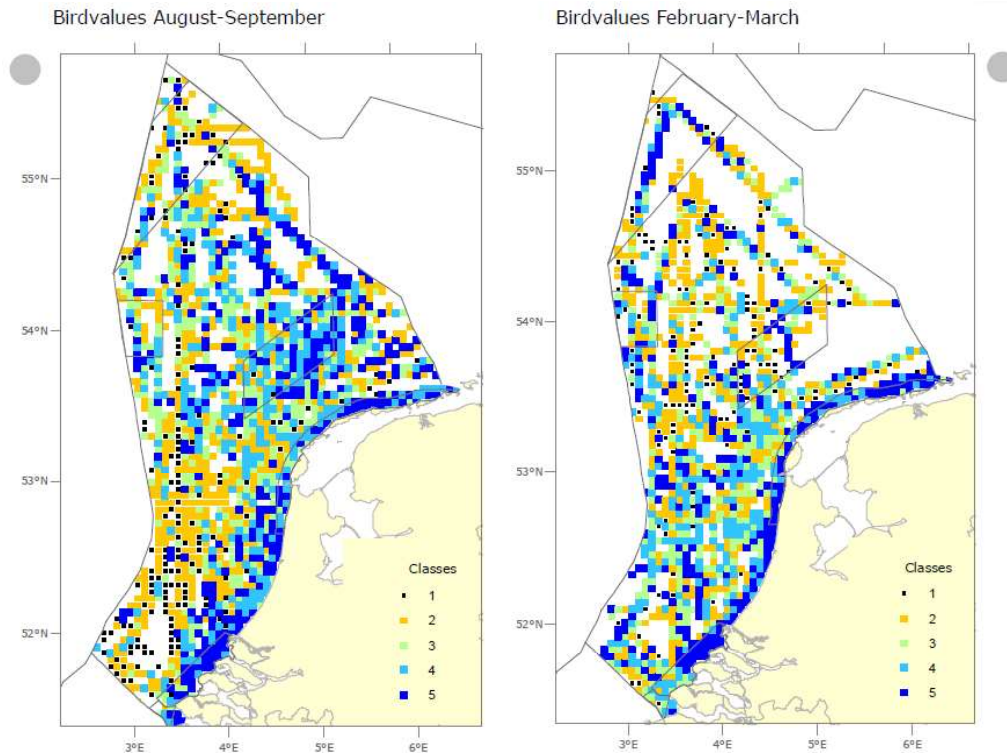 Birdvalues August-September
55°N
54°N
53°N
52°N
3°E
4°E
5°E
6°E
Classes
1
2
3
4
5
Birdvalues February-March
55°N
54°N
53°N
52°N
3°E
4°E
5°E
6°E
Classes
1
2
3
4
5